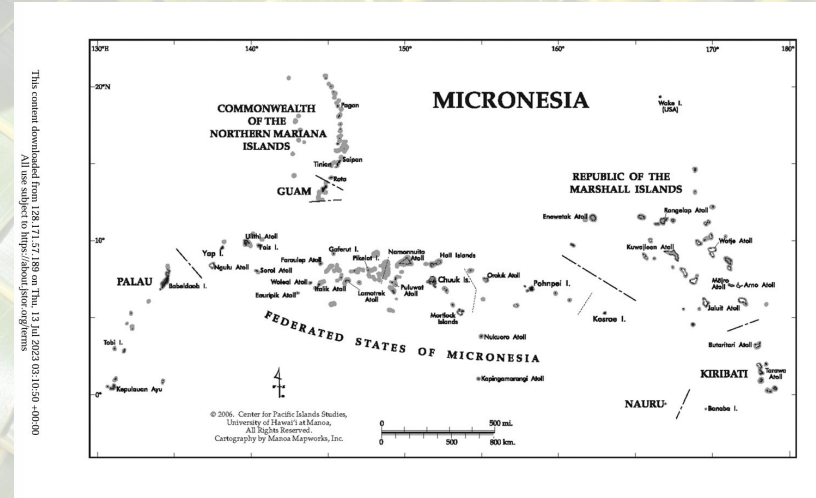 This content downloaded from 128.171.57.189 on Thu, 13 Jul 2023 03:10:50 +00:00
All use subject to https://about.jstor.org/terms
130°E
140°
150°
160°
170°
180°
20°N
MICRONESIA
Wake I.
(USA)
COMMONWEALTH
OF THE
NORTHERN MARIANA
ISLANDS
Pagan
Saipan
Tinian
Rota
GUAM
REPUBLIC OF THE
MARSHALL ISLANDS
Enewetak Atoll
Rongelap Atoll
10°
Ulithi Atoll
Fais I.
Yap I.
Ngulu Atoll
Sorol Atoll
Gaferut I.
Faraulep Atoll
Pikelot I.
Namonuito
Atoll
Hall Islands
Kwajalein Atoll
Wotje Atoll
PALAU
Babeldaob I.
Woleai Atoll
Eauripik Atoll
Ifalik Atoll
Lamotrek
Atoll
Puluwat
Atoll
Chuuk Is.
Oroluk Atoll
Pohnpei I.
Mājro
Atoll
Arno Atoll
Mortlock
Islands
Kosrae I.
Jaluit Atoll
FEDERATED STATES OF MICRONESIA
Nukuoro Atoll
Butaritari Atoll
Tobi I.
Kapingamarangi Atoll
KIRIBATI
Tarawa
Atoll
Kepulauan Ayu
0°
NAURU
Banaba I.
© 2006. Center for Pacific Islands Studies,
University of Hawai'i at Manoa,
All Rights Reserved.
Cartography by Manoa Mapworks, Inc.
0
500 mi.
0
500
800 km.